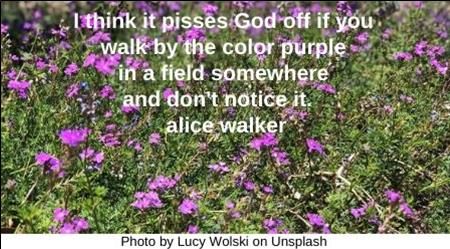 I think it pisses God off if you
walk by the color purple
in a field somewhere
and don't notice it.
alice walker
Photo by Lucy Wolski on Unsplash